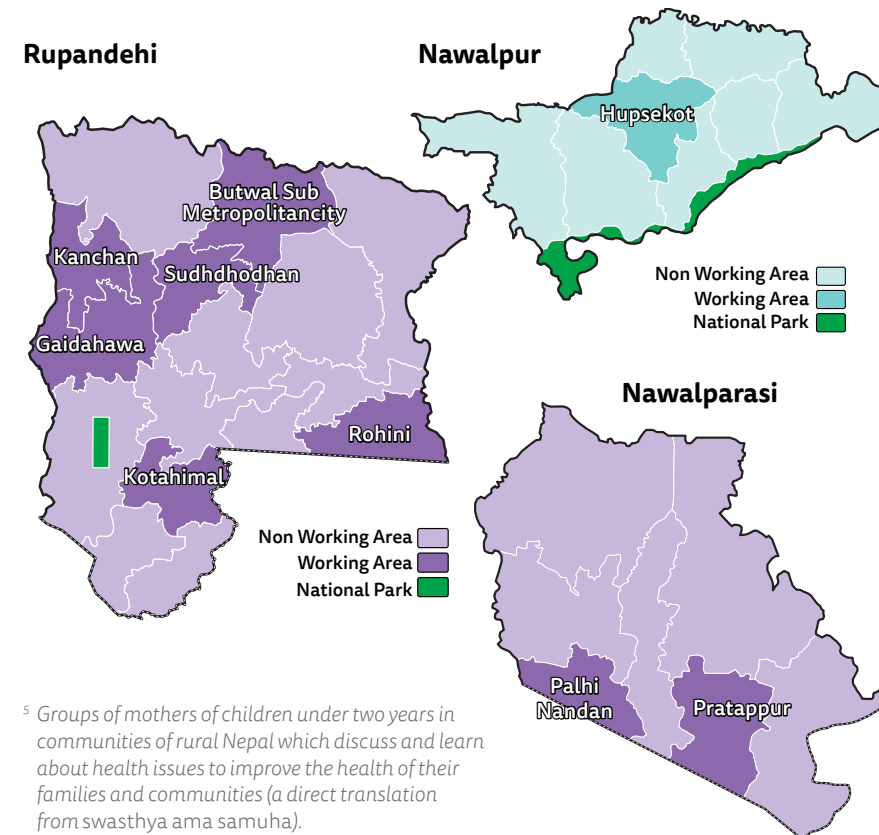 Rupandehi
Butwal Sub
Metropolitancity
Kanchan
Sudhdhodhan
Gaidahawa
Rohini
Kotahimal
Non Working Area
Working Area
National Park
Nawalpur
Hupsekot
Non Working Area
Working Area
National Park
Nawalparasi
Palhi
Nandan
Pratappur
5 Groups of mothers of children under two years in
communities of rural Nepal which discuss and learn
about health issues to improve the health of their
families and communities (a direct translation
from swasthya ama samuha).